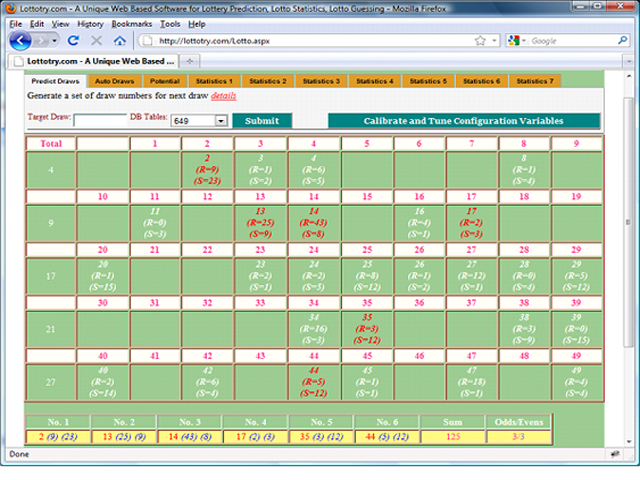 Lottotry.com - A Unique Web Based Software for Lottery Prediction, Lotto Statistics, Lotto Guessing - Mozilla Firefox
File Edit View History Bookmarks Tools Help
http://lottotry.com/Lotto.aspx Google
Lottotry.com - A Unique Web Based ...
Predict Draws Auto Draws Potential Statistics 1 Statistics 2 Statistics 3 Statistics 4 Statistics 5 Statistics 6 Statistics 7
Generate a set of draw numbers for next draw details
Target Draw: DB Tables: 649 Submit Calibrate and Tune Configuration Variables
Total 1 2 3 4 5 6 7 8 9
2 3 4 8
4 (R=9) (R=1) (R=6) (R=1)
(S=23) (S=2) (S=5) (S=4)
10 11 12 13 14 15 16 17 18 19
11 13 14 16 17
9 (R=0) (R=25) (R=43) (R=4) (R=2)
(S=3) (S=9) (S=8) (S=1) (S=3)
20 21 22 23 24 25 26 27 28 29
20 23 24 25 26 27 28 29
17 (R=1) (R=2) (R=2) (R=8) (R=1) (R=12) (R=0) (R=5)
(S=15) (S=1) (S=5) (S=12) (S=2) (S=1) (S=4) (S=12)
30 31 32 33 34 35 36 37 38 39
34 35 38 39
21 (R=16) (R=3) (R=3) (R=0)
(S=3) (S=12) (S=9) (S=15)
40 41 42 43 44 45 46 47 48 49
40 42 44 45 47 49
27 (R=2) (R=6) (R=5) (R=1) (R=18) (R=4)
(S=14) (S=4) (S=12) (S=1) (S=1) (S=4)
No. 1 No. 2 No. 3 No. 4 No. 5 No. 6 Sum Odds/Evens
2 (9) (23) 13 (25) (9) 14 (43) (8) 17 (2) (3) 35 (3) (12) 44 (5) (12) 125 3/3
Done